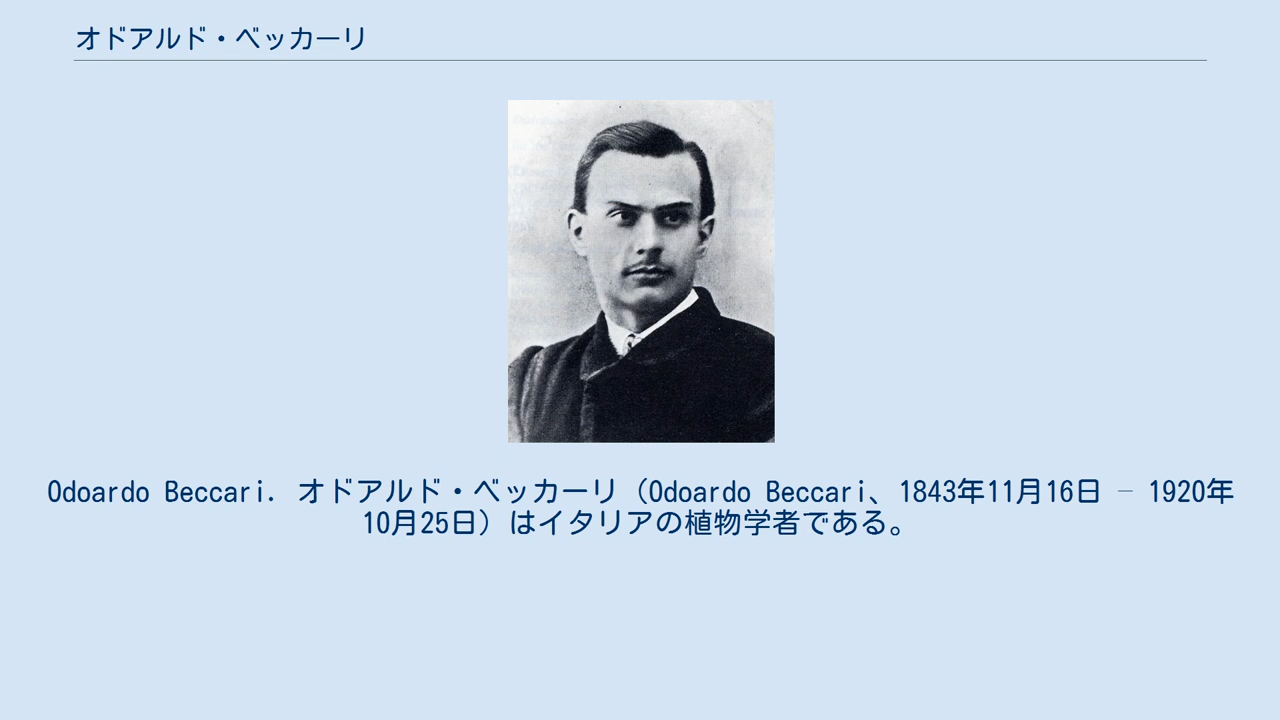 オドアルド・ベッカーリ
Odoardo Beccari. オドアルド・ベッカーリ（Odoardo Beccari、1843年11月16日 – 1920年
10月25日）はイタリアの植物学者である。